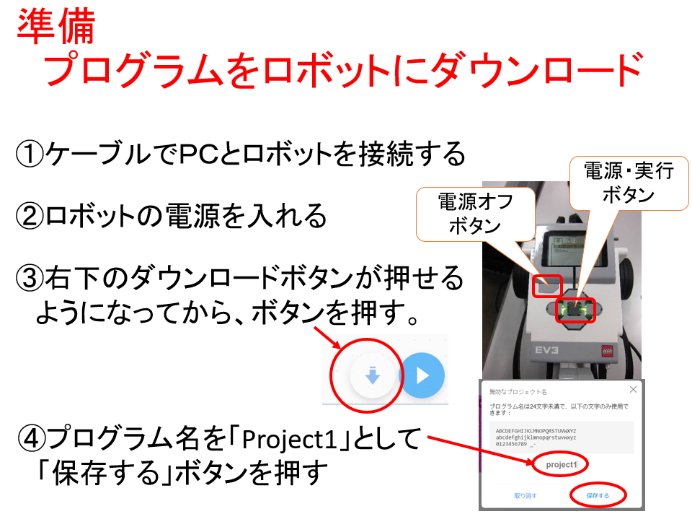 準備
プログラムをロボットにダウンロード
①ケーブルでPCとロボットを接続する
電源・実行
ボタン
電源オフ
ボタン
②ロボットの電源を入れる
③右下のダウンロードボタンが押せる
ようになってから、ボタンを押す。
EV3
無効なプロジェクト名
プログラム名は24文字未満で、以下の文字のみ使用で
きます:
ABCDEFGHIJKLMNOPQRSTUVWXYZ
abcdefghijklmnopqrstuvwxyz
0123456789 _-
④プログラム名を「Project1」として
「保存する」ボタンを押す
project1
取り消す
保存する